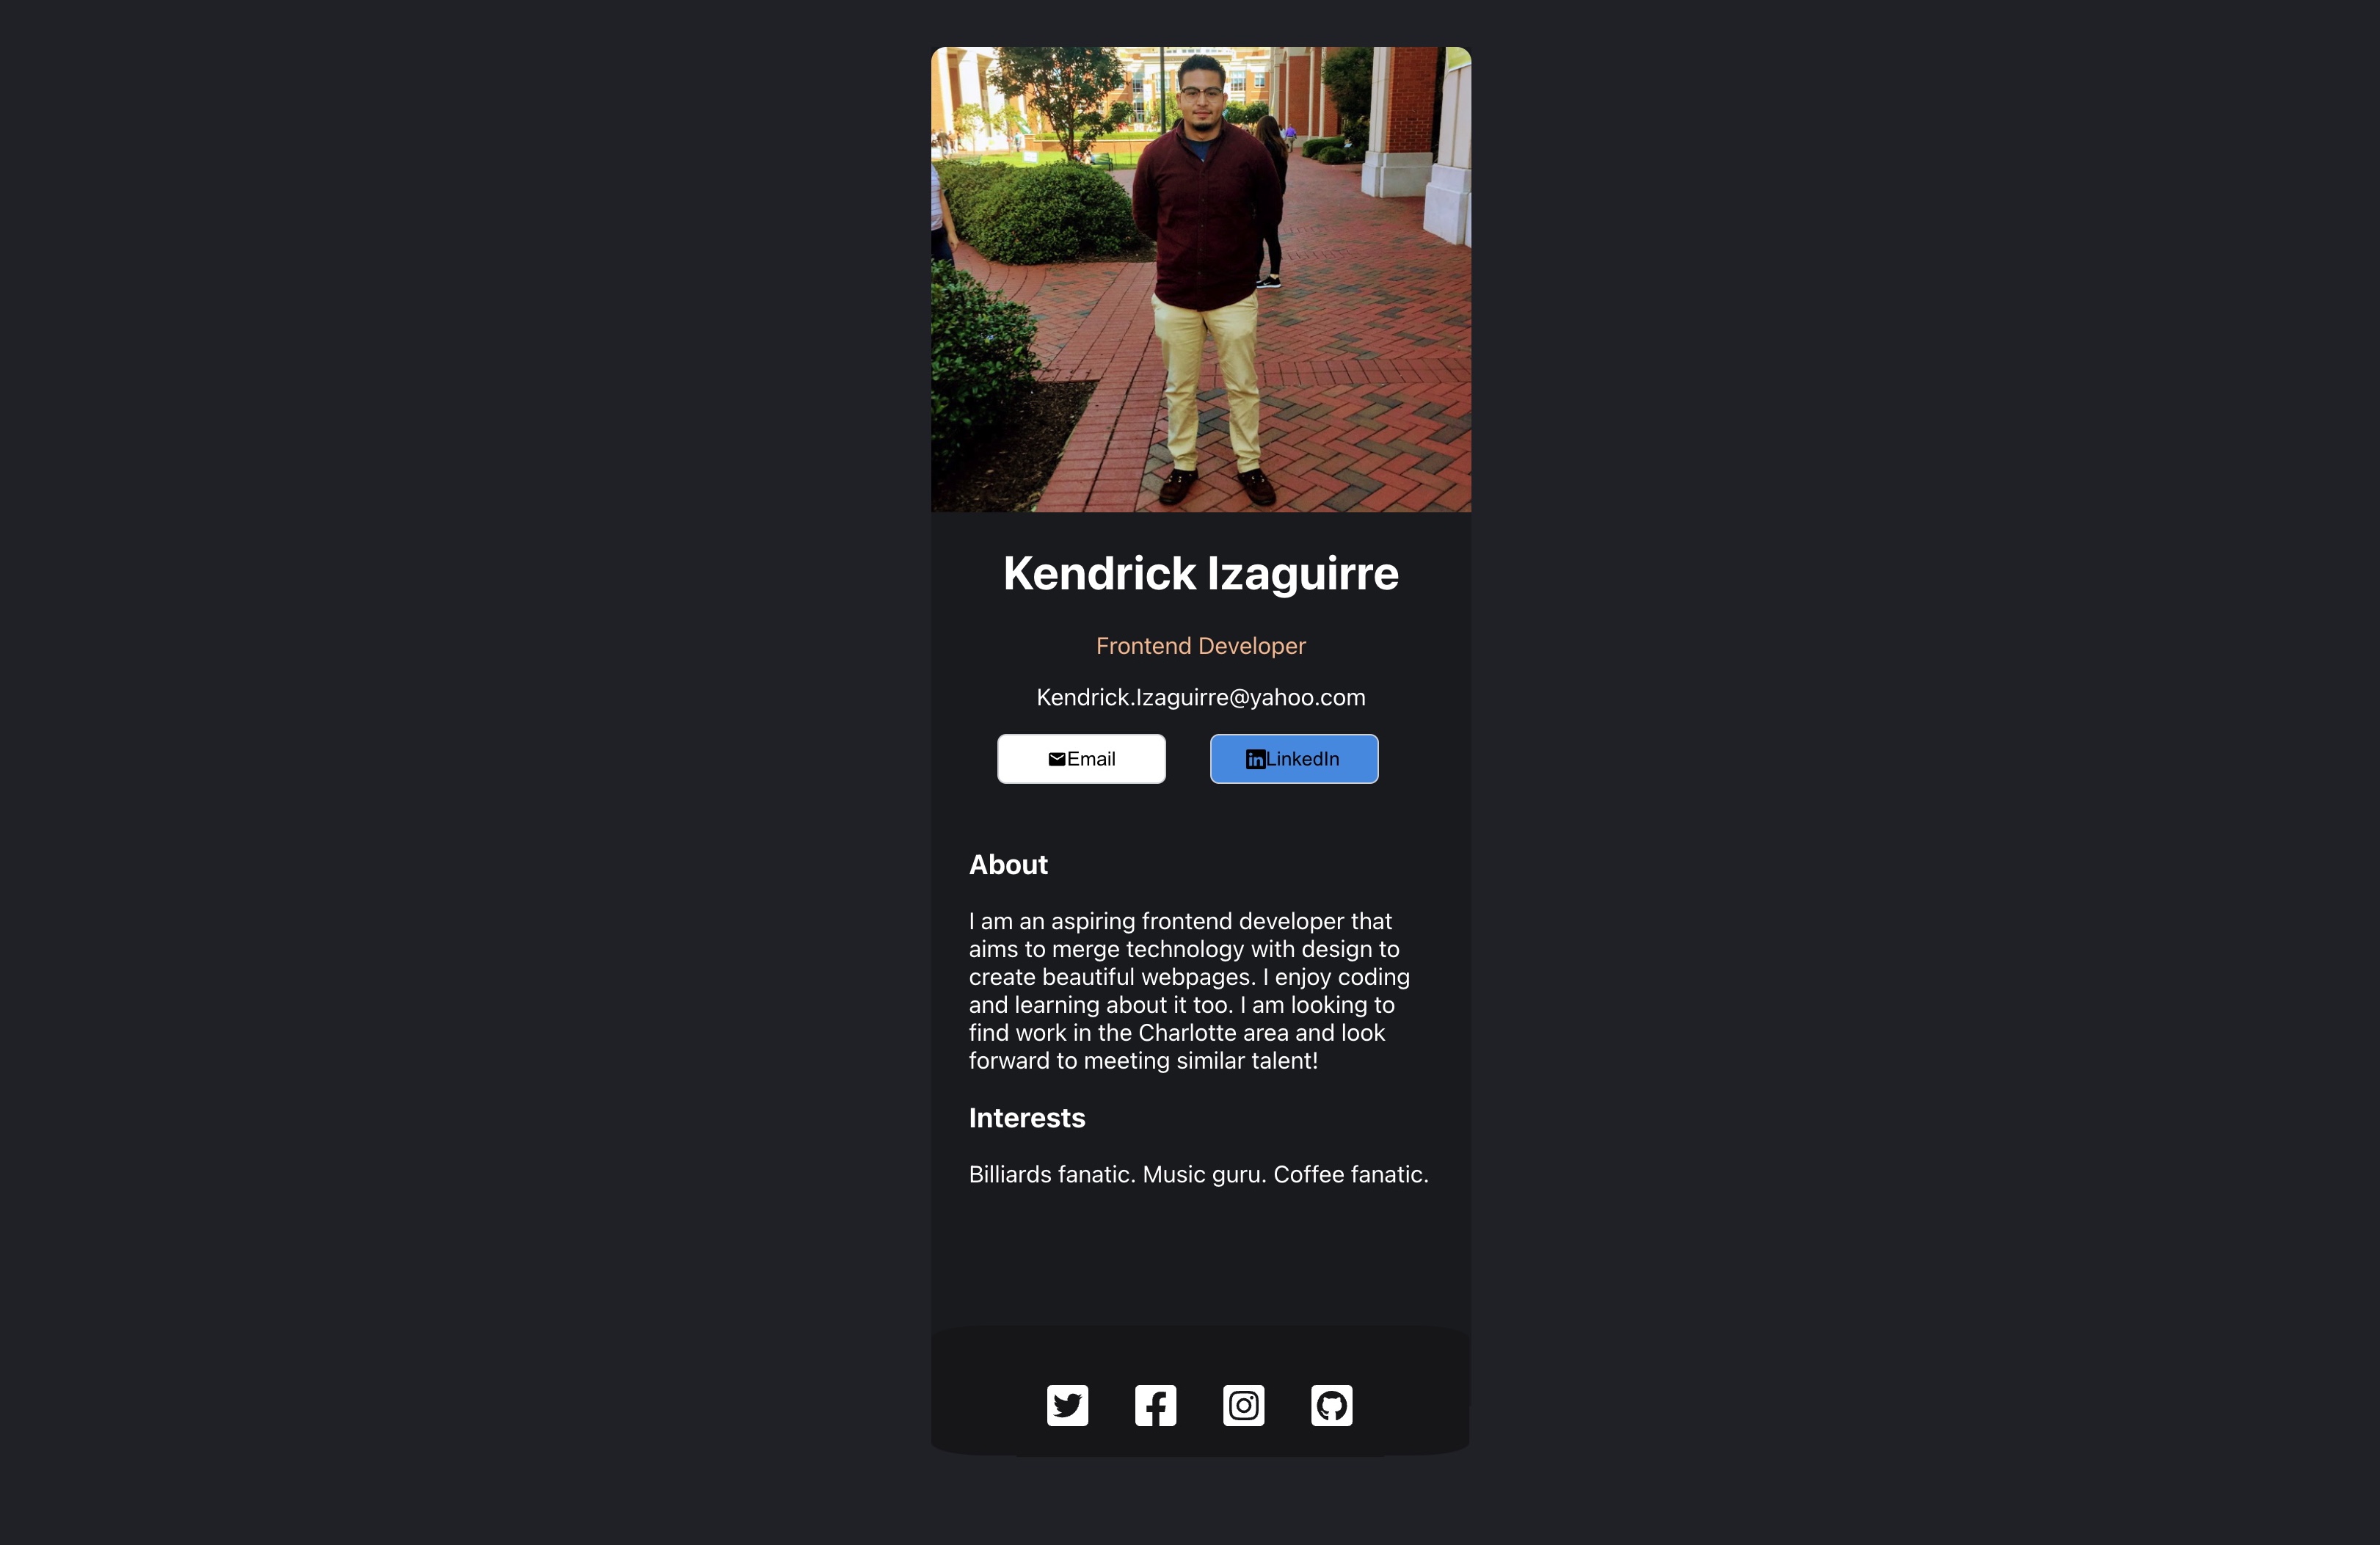 Kendrick Izaguirre
Frontend Developer
Kendrick.Izaguirre@yahoo.com
Email
LinkedIn
About
I am an aspiring frontend developer that
aims to merge technology with design to
create beautiful webpages. I enjoy coding
and learning about it too. I am looking to
find work in the Charlotte area and look
forward to meeting similar talent!
Interests
Billiards fanatic. Music guru. Coffee fanatic.